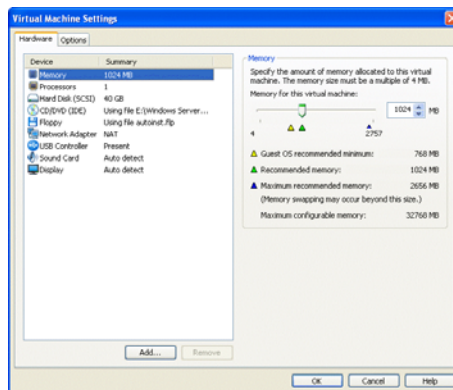 Virtual Machine Settings
Hardware Options
Device Summary
Memory 1024 MB
Processors 1
Hard Disk (SCSI) 40 GB
CD/DVD (IDE) Using file E:\Windows Server...
Floppy Using file autoinst.flp
Network Adapter NAT
USB Controller Present
Sound Card Auto detect
Display Auto detect
Add... Remove
Memory
Specify the amount of memory allocated to this virtual
machine. The memory size must be a multiple of 4 MB.
Memory for this virtual machine:
1024 MB
4 2757
Guest OS recommended minimum: 768 MB
Recommended memory: 1024 MB
Maximum recommended memory: 2656 MB
(Memory swapping may occur beyond this size.)
Maximum configurable memory: 32768 MB
OK Cancel Help